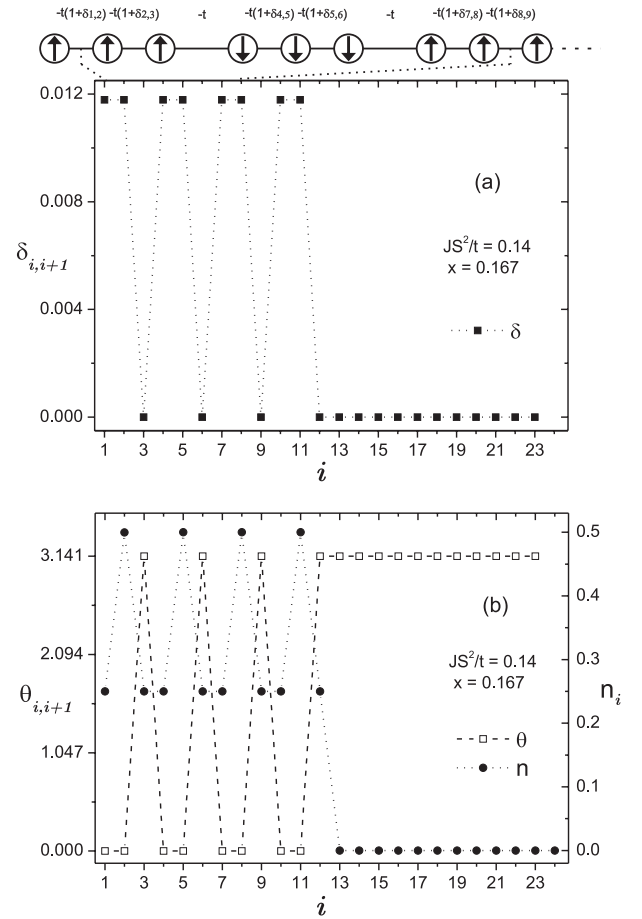 -t(1+δ1,2) -t(1+δ2,3) -t -t(1+δ4,5) -t(1+δ5,6) -t -t(1+δ7,8) -t(1+δ8,9)
0.012
(a)
0.008
δi,i+1
JS²/t = 0.14
x = 0.167
0.004
δ
0.000
1 3 5 7 9 11 13 15 17 19 21 23
i
0.5
3.141
0.4
(b)
2.094
0.3
JS²/t = 0.14
θi,i+1
ni
x = 0.167
0.2
1.047
θ
0.1
n
0.000
0.0
1 3 5 7 9 11 13 15 17 19 21 23
i